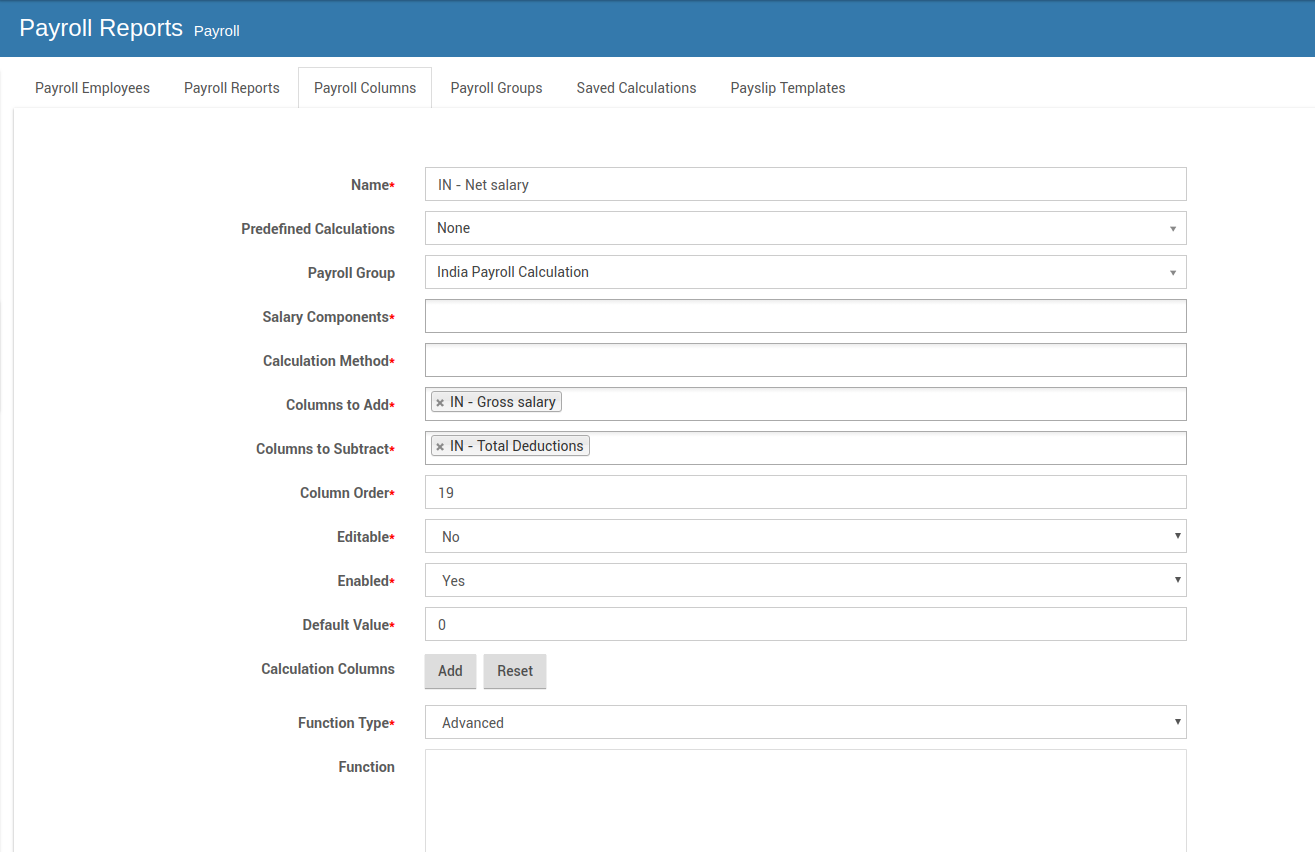 Payroll Reports Payroll
Payroll Employees Payroll Reports Payroll Columns Payroll Groups Saved Calculations Payslip Templates
Name* IN - Net salary
Predefined Calculations None
Payroll Group India Payroll Calculation
Salary Components*
Calculation Method*
Columns to Add* × IN - Gross salary
Columns to Subtract* × IN - Total Deductions
Column Order* 19
Editable* No
Enabled* Yes
Default Value* 0
Calculation Columns Add Reset
Function Type* Advanced
Function